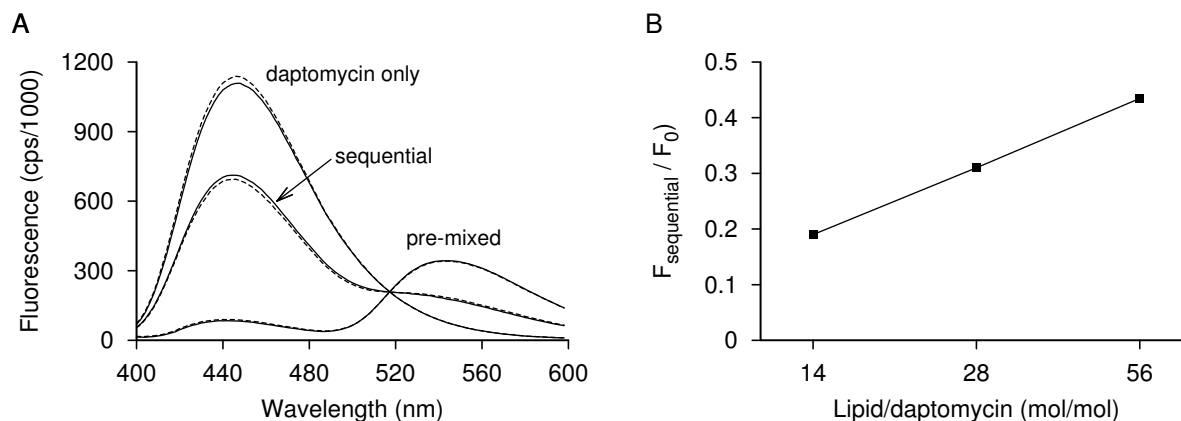 A
Fluorescence (cps/1000)
1200
900
600
300
0
daptomycin only
sequential
pre-mixed
400 440 480 520 560 600
Wavelength (nm)
B
F_sequential / F_0
0.5
0.4
0.3
0.2
0.1
0
14 28 56
Lipid/daptomycin (mol/mol)